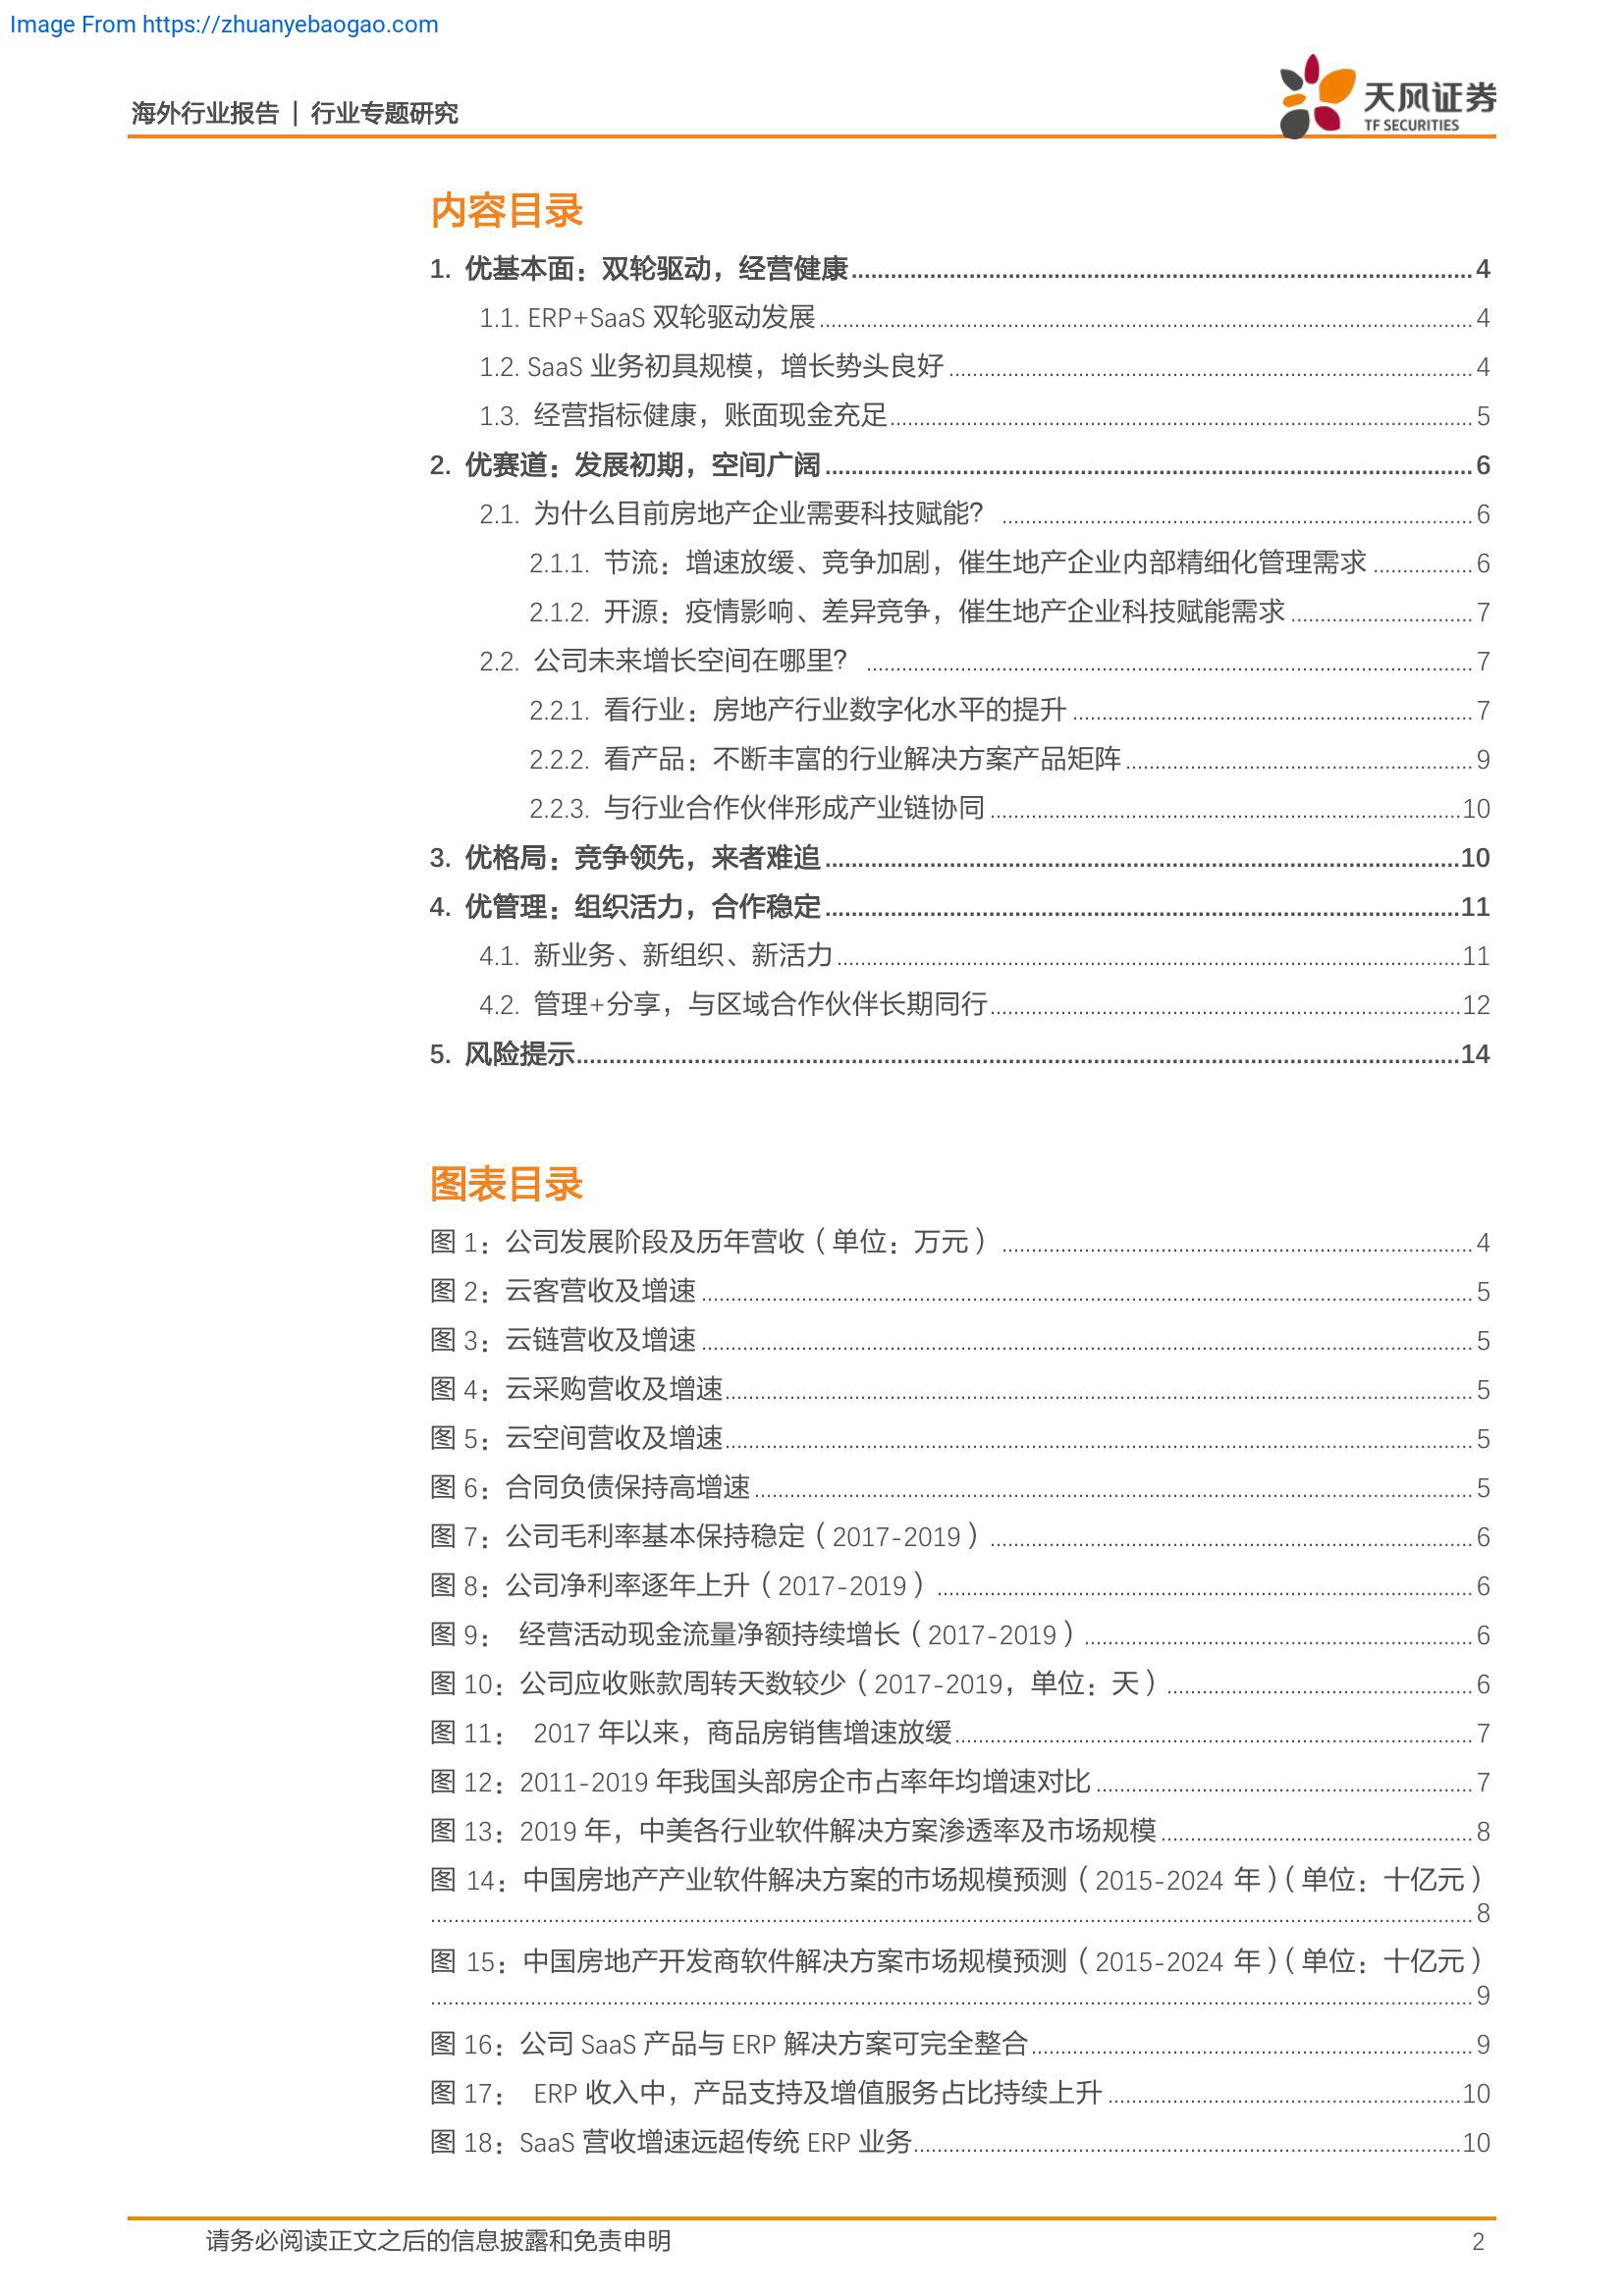 Image From https://zhuanyebaogao.com
海外行业报告 | 行业专题研究
天风证券
TF SECURITIES
内容目录
1. 优基本面：双轮驱动，经营健康 4
1.1. ERP+SaaS 双轮驱动发展 4
1.2. SaaS 业务初具规模，增长势头良好 4
1.3. 经营指标健康，账面现金充足 5
2. 优赛道：发展初期，空间广阔 6
2.1. 为什么目前房地产企业需要科技赋能？ 6
2.1.1. 节流：增速放缓、竞争加剧，催生地产企业内部精细化管理需求 6
2.1.2. 开源：疫情影响、差异竞争，催生地产企业科技赋能需求 7
2.2. 公司未来增长空间在哪里？ 7
2.2.1. 看行业：房地产行业数字化水平的提升 7
2.2.2. 看产品：不断丰富的行业解决方案产品矩阵 9
2.2.3. 与行业合作伙伴形成产业链协同 10
3. 优格局：竞争领先，来者难追 10
4. 优管理：组织活力，合作稳定 11
4.1. 新业务、新组织、新活力 11
4.2. 管理+分享，与区域合作伙伴长期同行 12
5. 风险提示 14
图表目录
图 1：公司发展阶段及历年营收（单位：万元） 4
图 2：云客营收及增速 5
图 3：云链营收及增速 5
图 4：云采购营收及增速 5
图 5：云空间营收及增速 5
图 6：合同负债保持高增速 5
图 7：公司毛利率基本保持稳定（2017-2019） 6
图 8：公司净利率逐年上升（2017-2019） 6
图 9： 经营活动现金流量净额持续增长（2017-2019） 6
图 10：公司应收账款周转天数较少（2017-2019，单位：天） 6
图 11： 2017 年以来，商品房销售增速放缓 7
图 12：2011-2019 年我国头部房企市占率年均增速对比 7
图 13：2019 年，中美各行业软件解决方案渗透率及市场规模 8
图 14：中国房地产产业软件解决方案的市场规模预测（2015-2024 年）（单位：十亿元）
8
图 15：中国房地产开发商软件解决方案市场规模预测（2015-2024 年）（单位：十亿元）
9
图 16：公司 SaaS 产品与 ERP 解决方案可完全整合 9
图 17： ERP 收入中，产品支持及增值服务占比持续上升 10
图 18：SaaS 营收增速远超传统 ERP 业务 10
请务必阅读正文之后的信息披露和免责申明 2